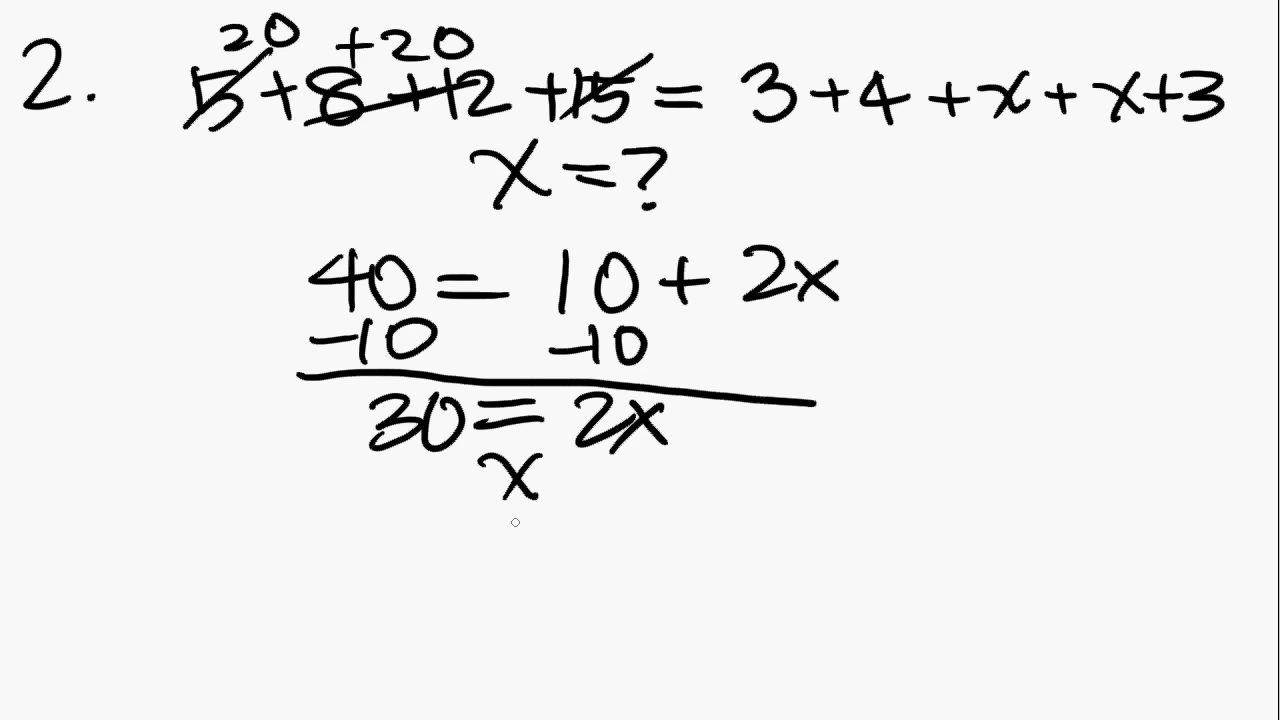 20 +20
2. 5+8+12+15=3+4+x+x+3
x=?
40=10+2x
-10 -10
30=2x
x